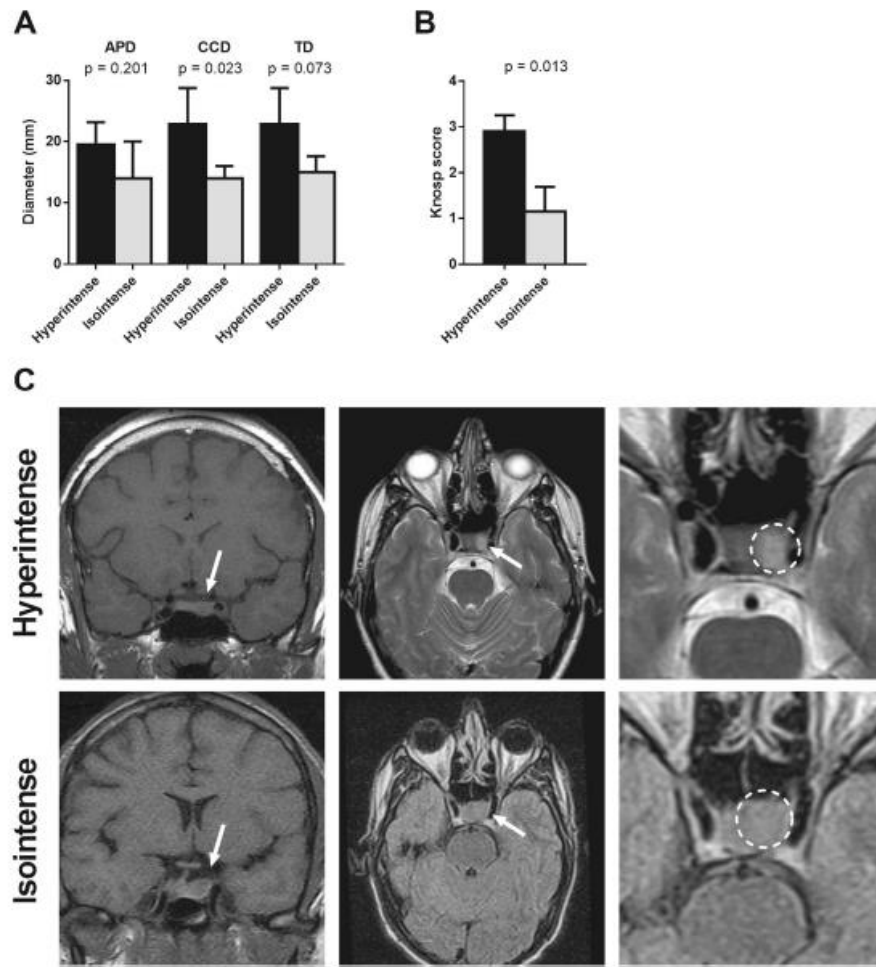 A
APD CCD TD
p = 0.201 p = 0.023 p = 0.073
Diameter (mm)
30
20
10
0
Hyperintense
Isointense
Hyperintense
Isointense
Hyperintense
Isointense
B
p = 0.013
Knosp score
4
3
2
1
0
Hyperintense
Isointense
C
Hyperintense
Isointense